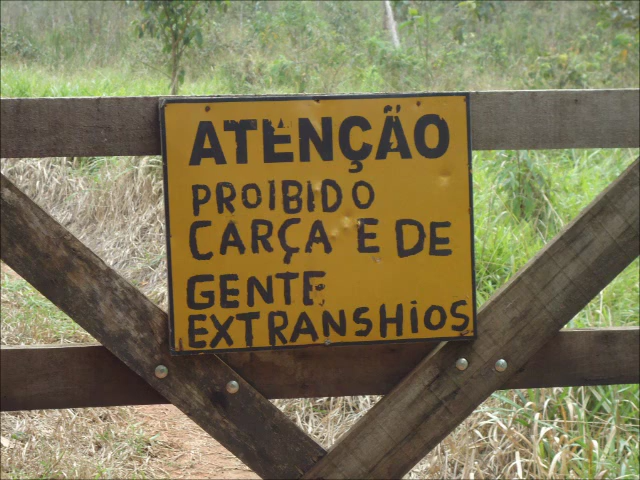 ATENÇÃO
PROIBIDO
CARÇA E DE
GENTE
EXTRANSHIOS